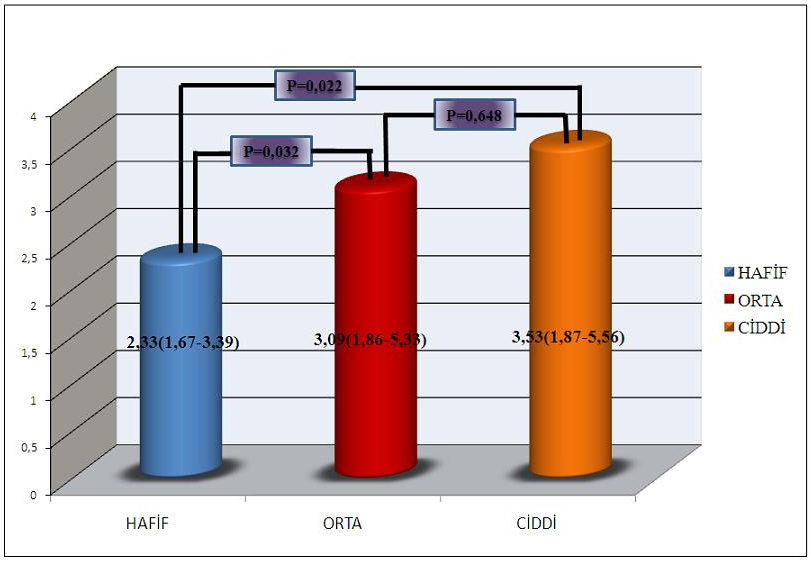 P=0,022
P=0,648
P=0,032
4
3,5
3
2,5
2
1,5
1
0,5
0
2,33(1,67-3,39)
3,09(1,86-5,33)
3,53(1,87-5,56)
HAFİF
ORTA
CİDDİ
HAFİF
ORTA
CİDDİ